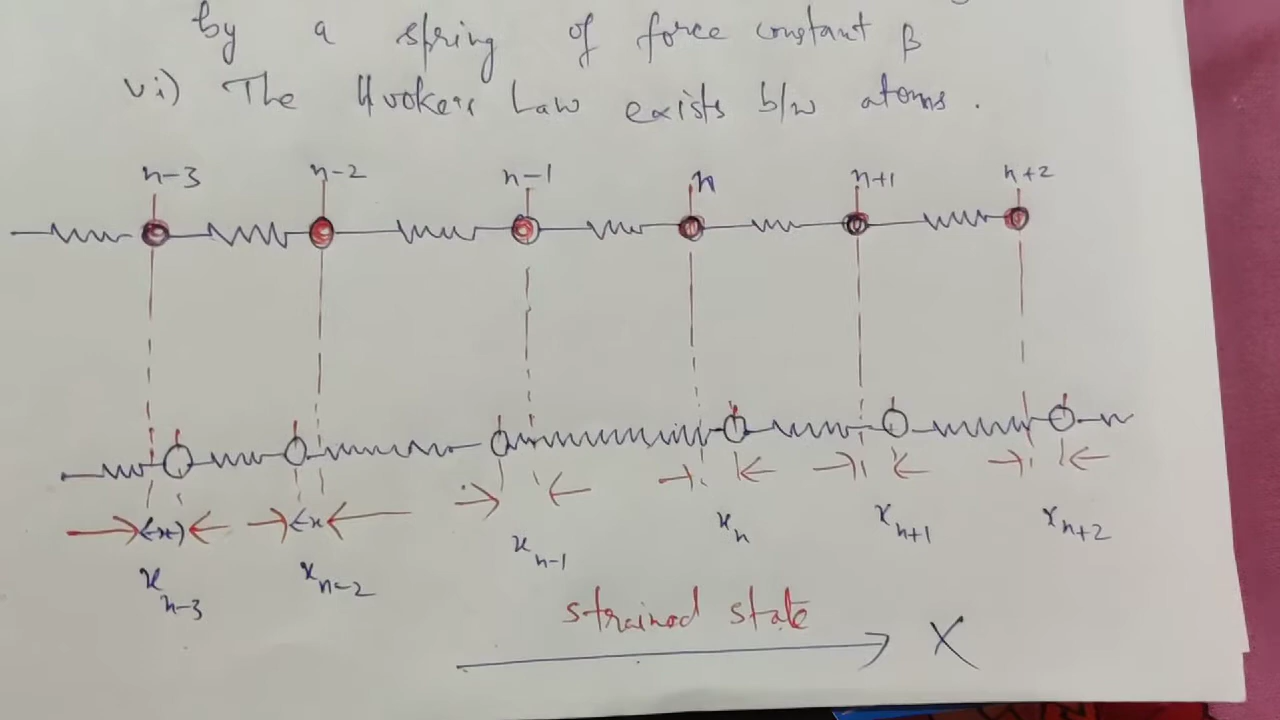 by a spring of force constant β
vi) The Hookers Law exists b/w atoms .
n-3 n-2 n-1 n n+1 n+2
x x
x n-3 x n-2 x n-1 x n x n+1 x n+2
strained state
X